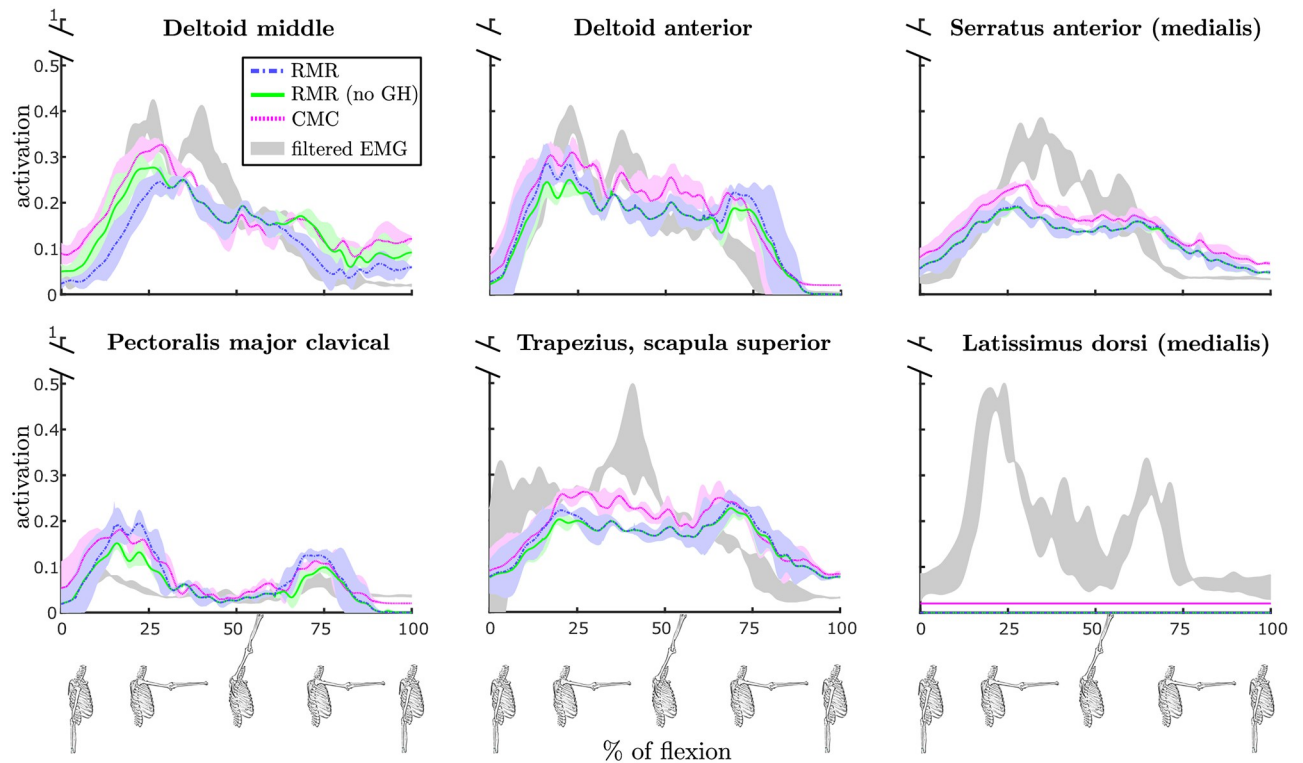 1 Deltoid middle Deltoid anterior Serratus anterior (medialis)
0.5
RMR
RMR (no GH)
CMC
filtered EMG
0.4
0.3
0.2
0.1
0
activation
1 Pectoralis major clavical Trapezius, scapula superior Latissimus dorsi (medialis)
0.5
0.4
0.3
0.2
0.1
0
activation
0 25 50 75 100 0 25 50 75 100 0 25 50 75 100
% of flexion